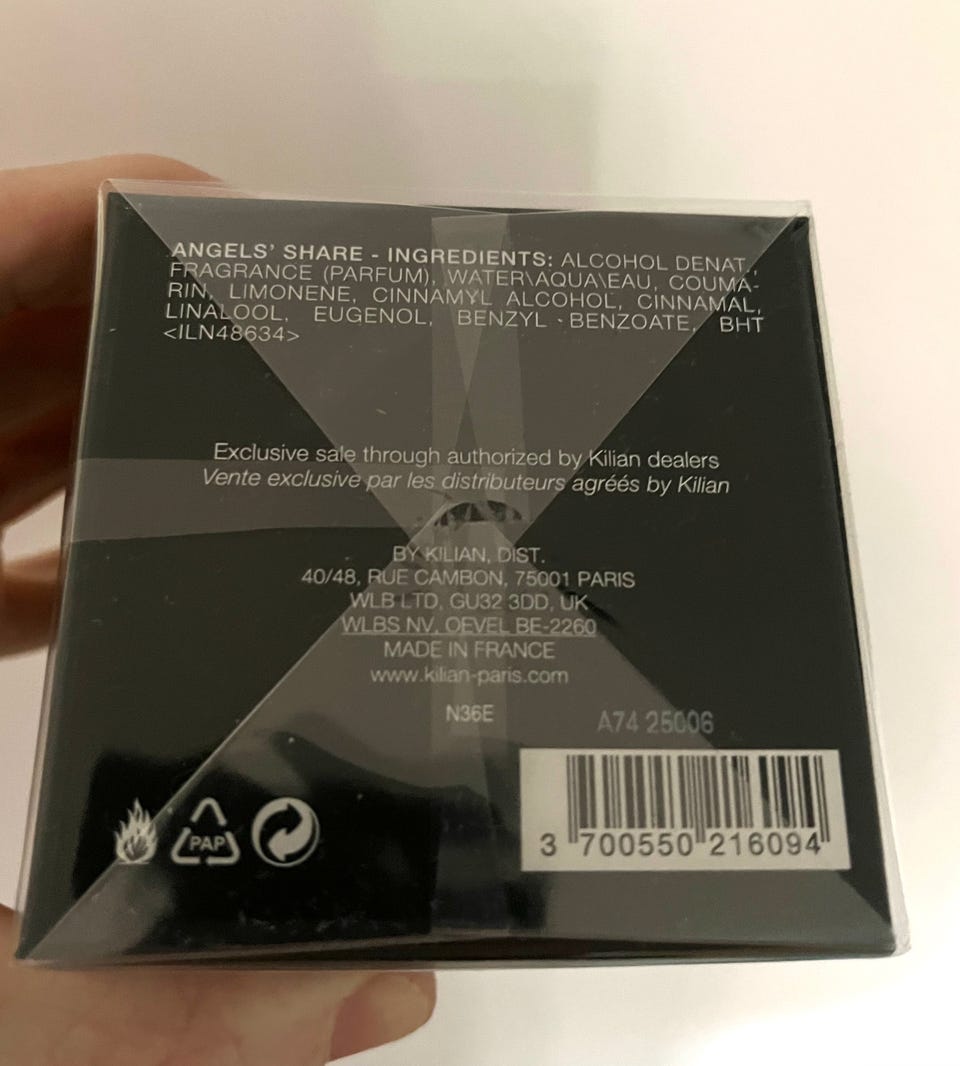 ANGELS' SHARE - INGREDIENTS: ALCOHOL DENAT.,
FRAGRANCE (PARFUM), WATER\AQUA\EAU, COUMA-
RIN, LIMONENE, CINNAMYL ALCOHOL, CINNAMAL,
LINALOOL, EUGENOL, BENZYL BENZOATE, BHT
<ILN48634>
Exclusive sale through authorized by Kilian dealers
Vente exclusive par les distributeurs agréés by Kilian
BY KILIAN, DIST.
40/48, RUE CAMBON, 75001 PARIS
WLB LTD, GU32 3DD, UK
WLBS NV, OEVEL BE-2260
MADE IN FRANCE
www.kilian-paris.com
N36E
A74 25006
PAP
3 700550 216094